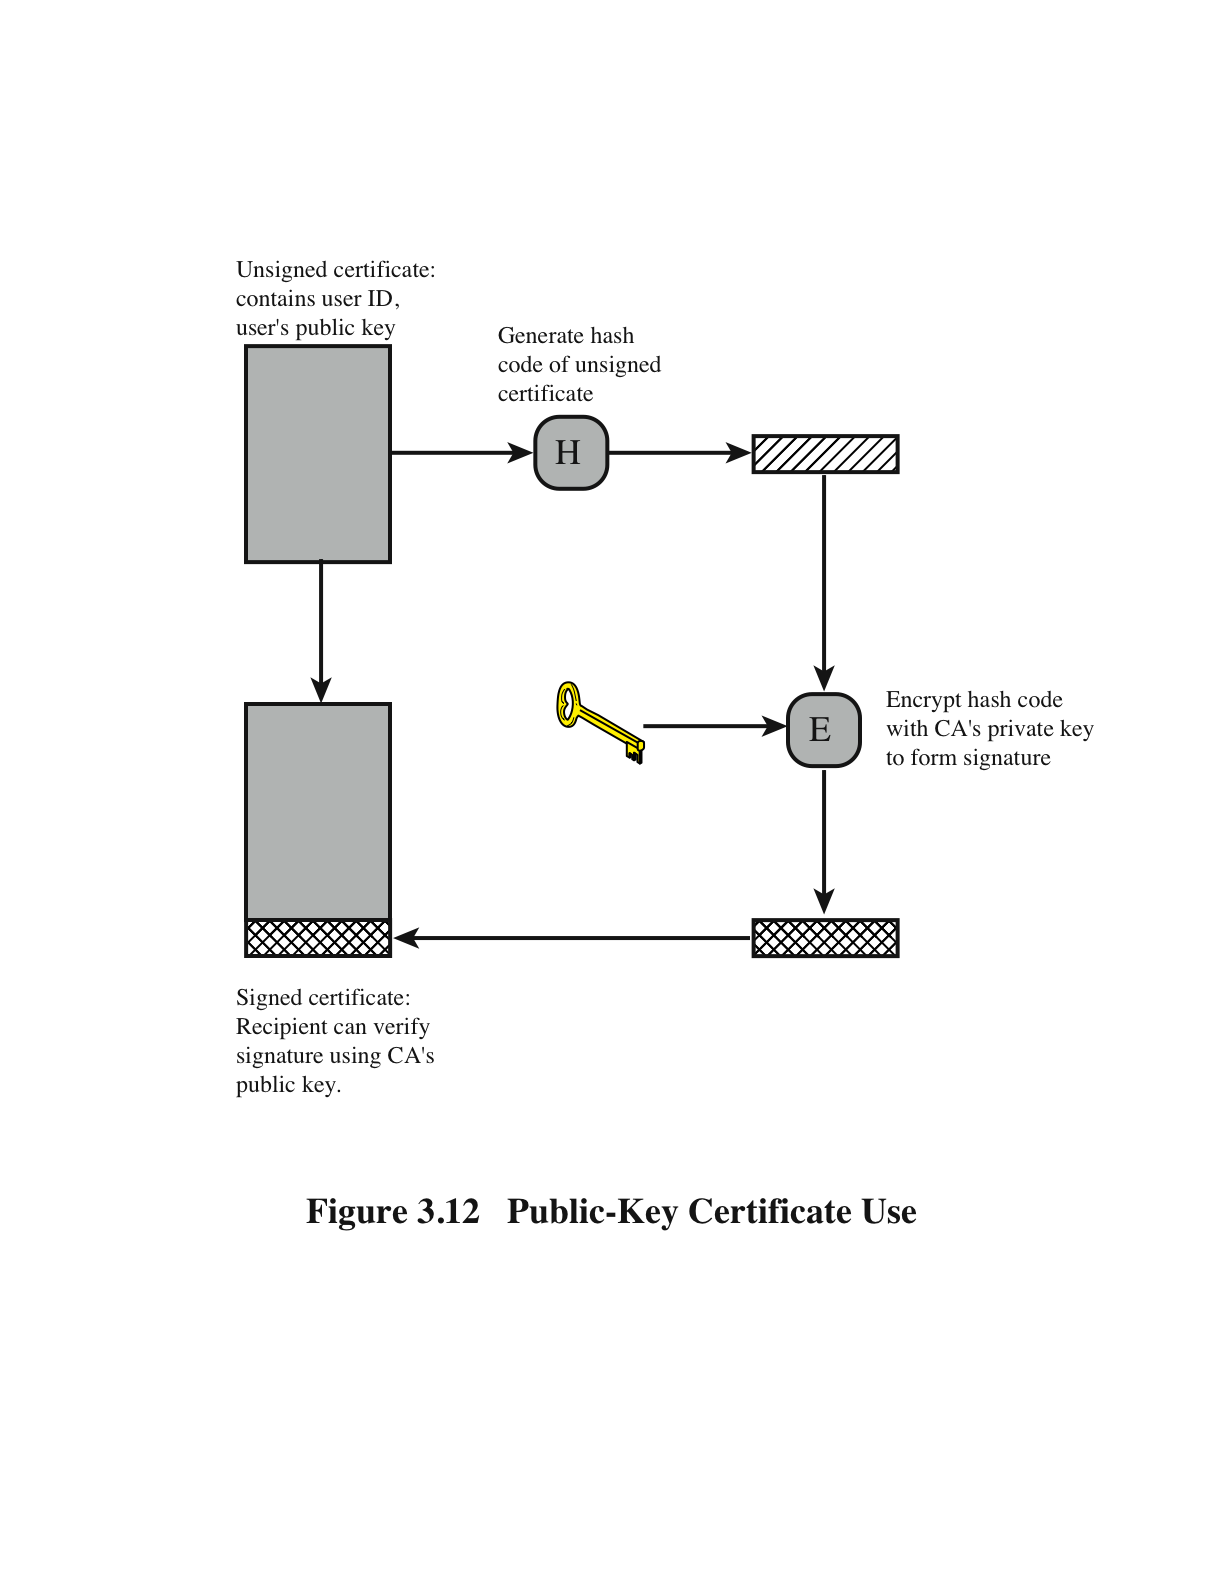 Unsigned certificate:
contains user ID,
user's public key
Generate hash
code of unsigned
certificate
H
E
Encrypt hash code
with CA's private key
to form signature
Signed certificate:
Recipient can verify
signature using CA's
public key.
Figure 3.12   Public-Key Certificate Use